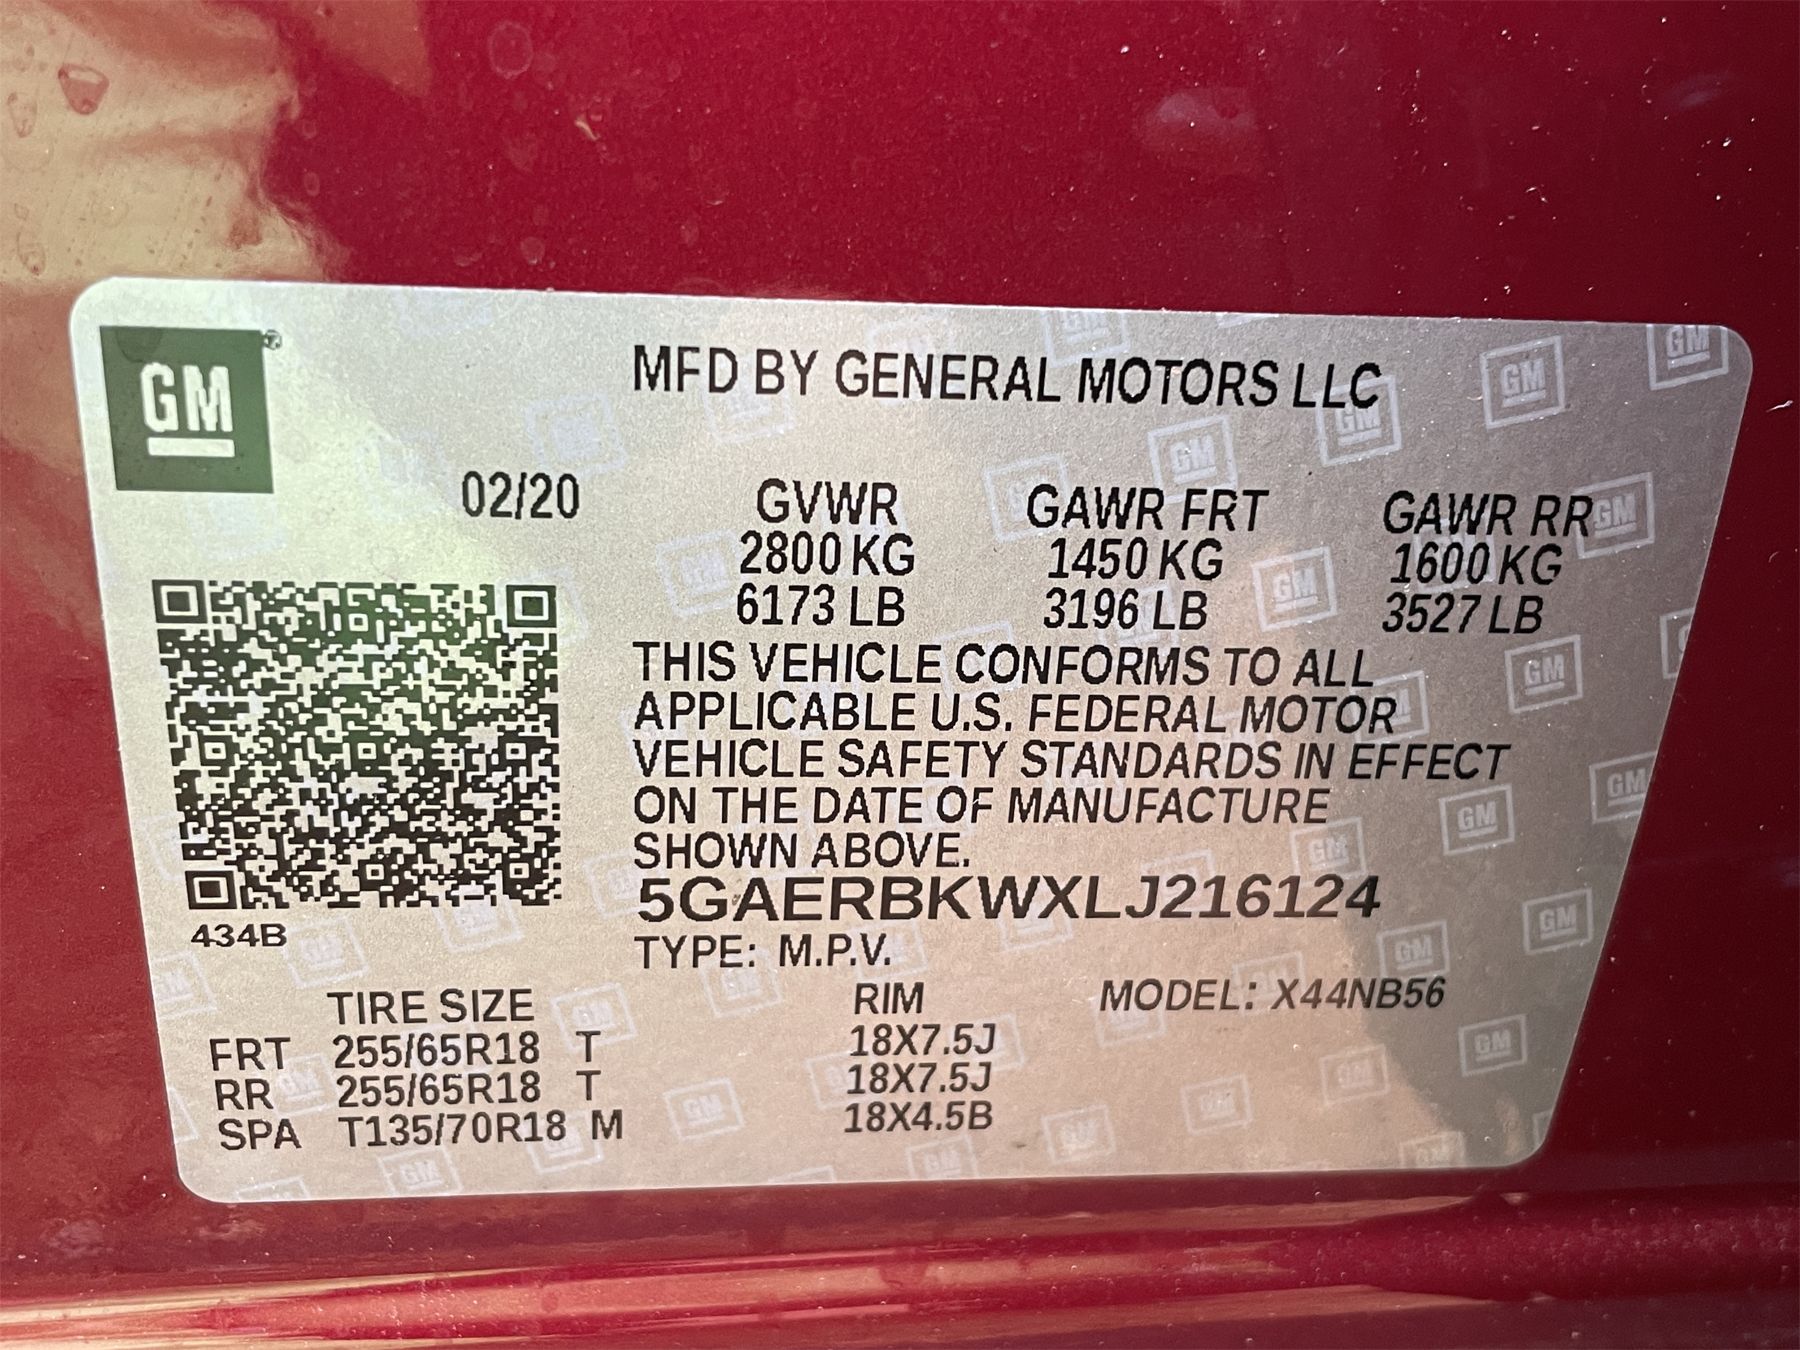 GM
MFD BY GENERAL MOTORS LLC
02/20
GVWR GAWR FRT GAWR RR
2800 KG 1450 KG 1600 KG
6173 LB 3196 LB 3527 LB
THIS VEHICLE CONFORMS TO ALL
APPLICABLE U.S. FEDERAL MOTOR
VEHICLE SAFETY STANDARDS IN EFFECT
ON THE DATE OF MANUFACTURE
SHOWN ABOVE.
5GAERBKWXLJ216124
434B
TYPE: M.P.V.
TIRE SIZE RIM MODEL: X44NB56
FRT 255/65R18 T 18X7.5J
RR 255/65R18 T 18X7.5J
SPA T135/70R18 M 18X4.5B